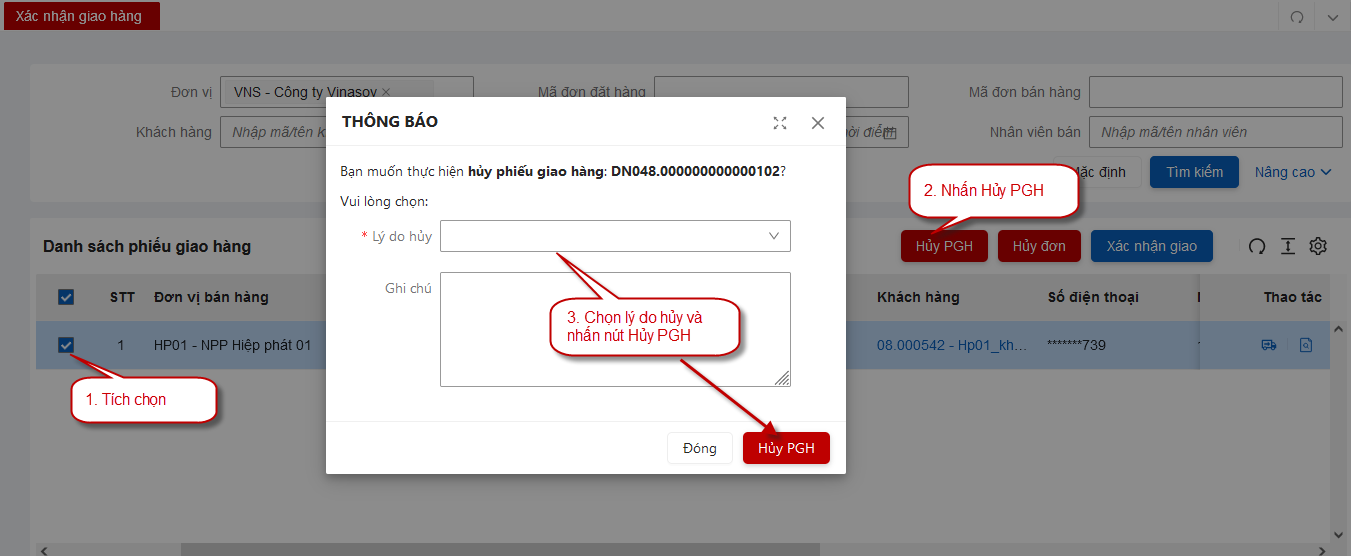 Xác nhận giao hàng
Đơn vị
VNS - Công ty Vinasoy
Mã đơn đặt hàng
Mã đơn bán hàng
Khách hàng
Nhập mã/tên
điểm
Nhân viên bán
Nhập mã/tên nhân viên
định
Tìm kiếm
Nâng cao
2. Nhấn Hủy PGH
Danh sách phiếu giao hàng
Hủy PGH
Hủy đơn
Xác nhận giao
STT
Đơn vị bán hàng
Khách hàng
Số điện thoại
Thao tác
1
HP01 - NPP Hiệp phát 01
08.000542 - Hp01_kh...
*******739
1. Tích chọn
THÔNG BÁO
Bạn muốn thực hiện hủy phiếu giao hàng: DN048.000000000000102?
Vui lòng chọn:
* Lý do hủy
Ghi chú
3. Chọn lý do hủy và
nhấn nút Hủy PGH
Đóng
Hủy PGH